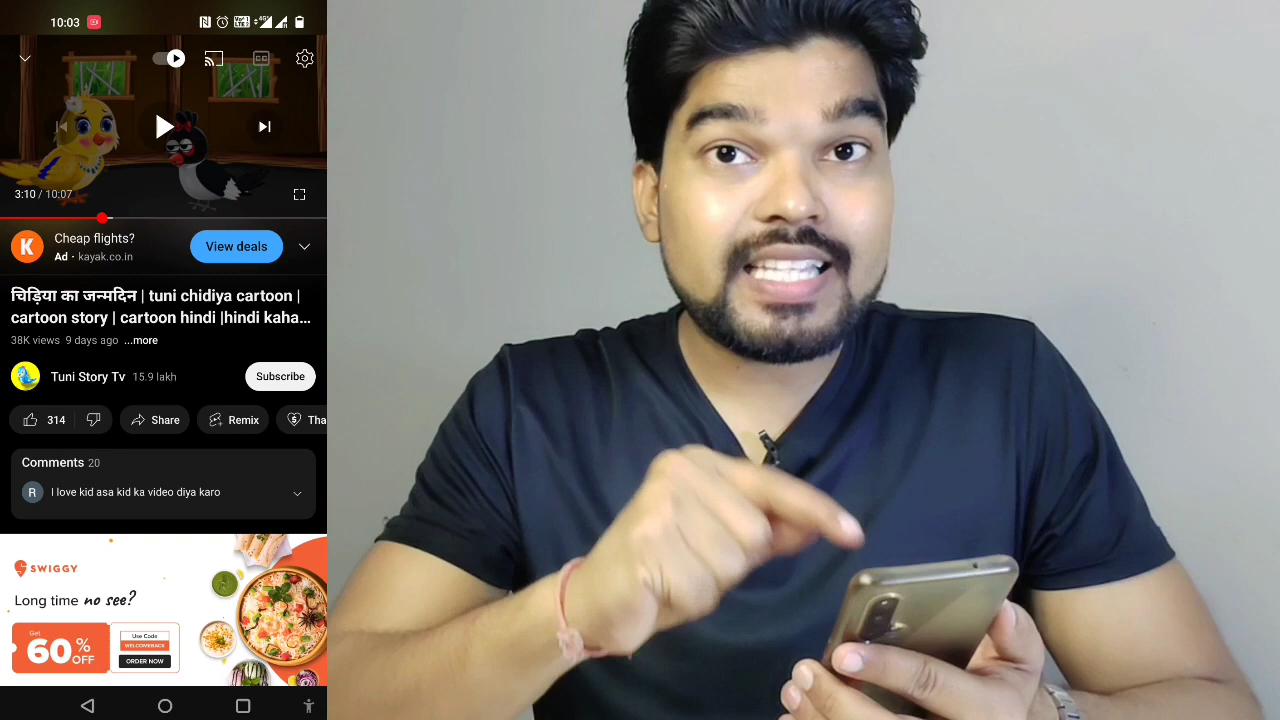 10:03
3:10 / 10:07
Cheap flights?
Ad · kayak.co.in
View deals
चिड़िया का जन्मदिन | tuni chidiya cartoon |
cartoon story | cartoon hindi |hindi kaha...
38K views 9 days ago ...more
Tuni Story Tv 15.9 lakh
Subscribe
314
Share
Remix
Tha
Comments 20
R
I love kid asa kid ka video diya karo
SWIGGY
Long time no see?
Get
60% OFF
Use Code
WELCOMEBACK
ORDER NOW